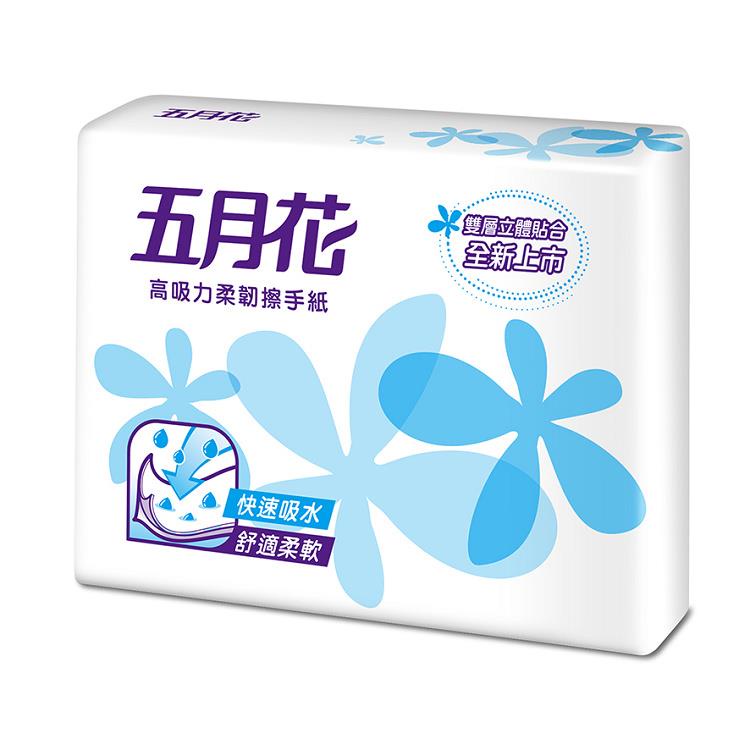 五月花
五月花
高吸力柔韌擦手紙
雙層立體貼合
全新上市
快速吸水
舒適柔軟